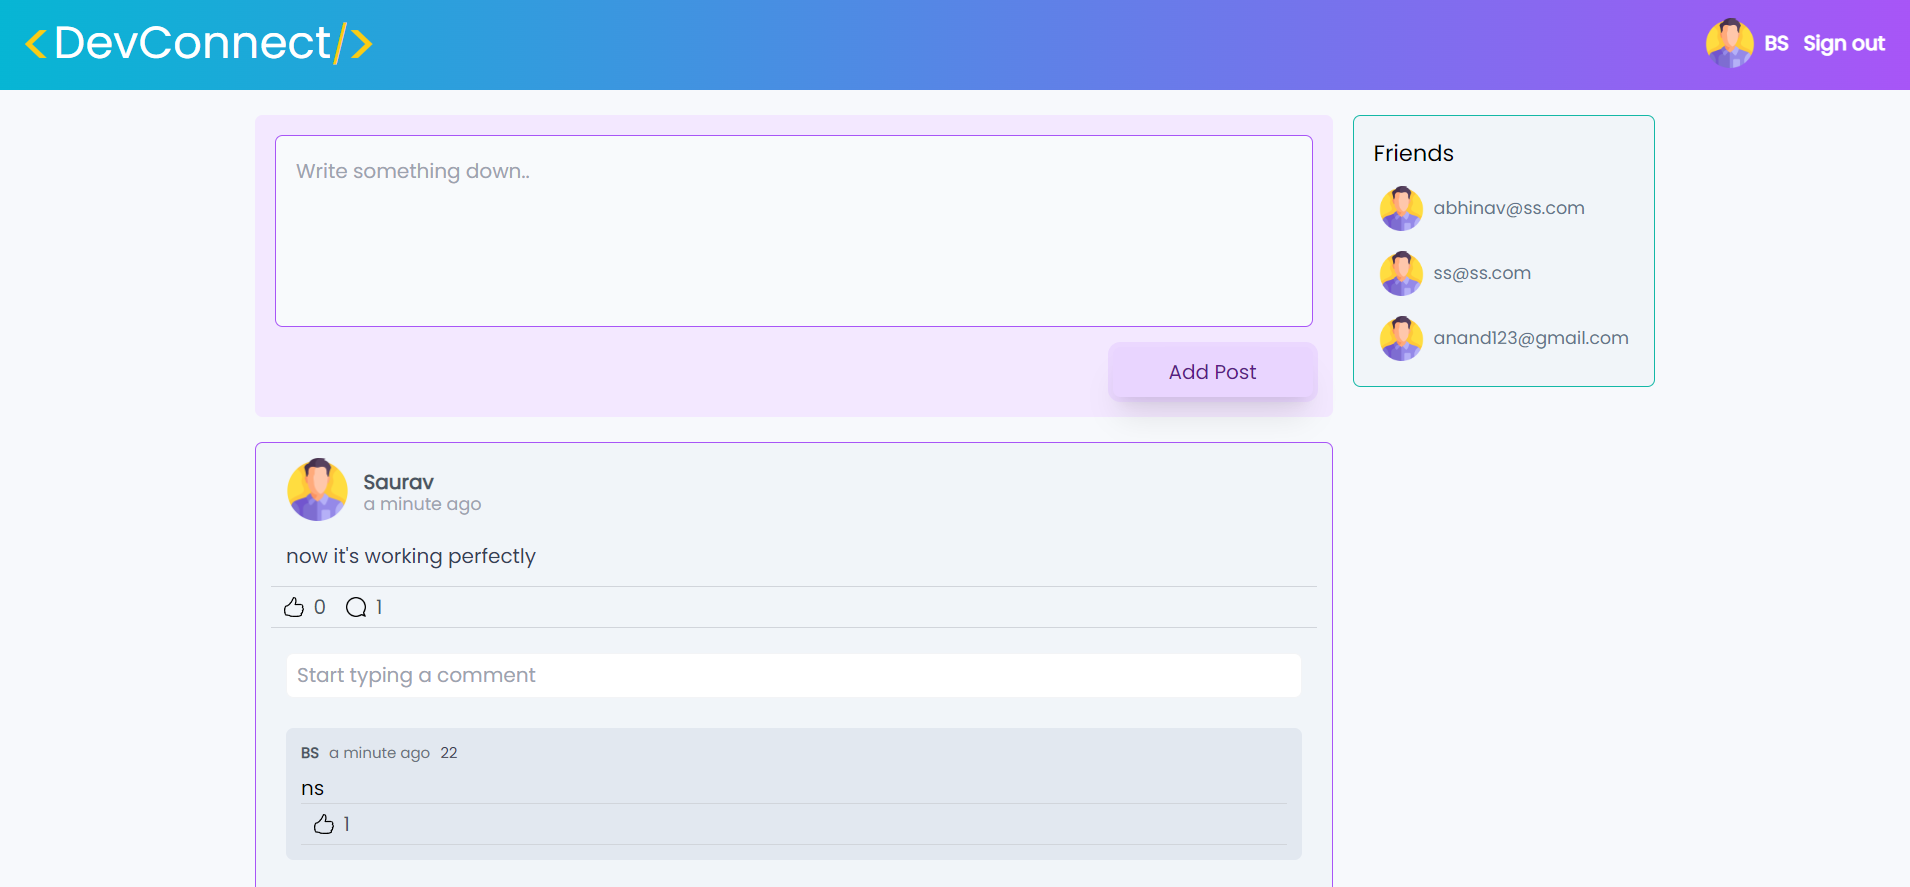 <DevConnect/>
BS Sign out
Write something down..
Add Post
Friends
abhinav@ss.com
ss@ss.com
anand123@gmail.com
Saurav
a minute ago
now it's working perfectly
0 1
Start typing a comment
BS a minute ago 22
ns
1